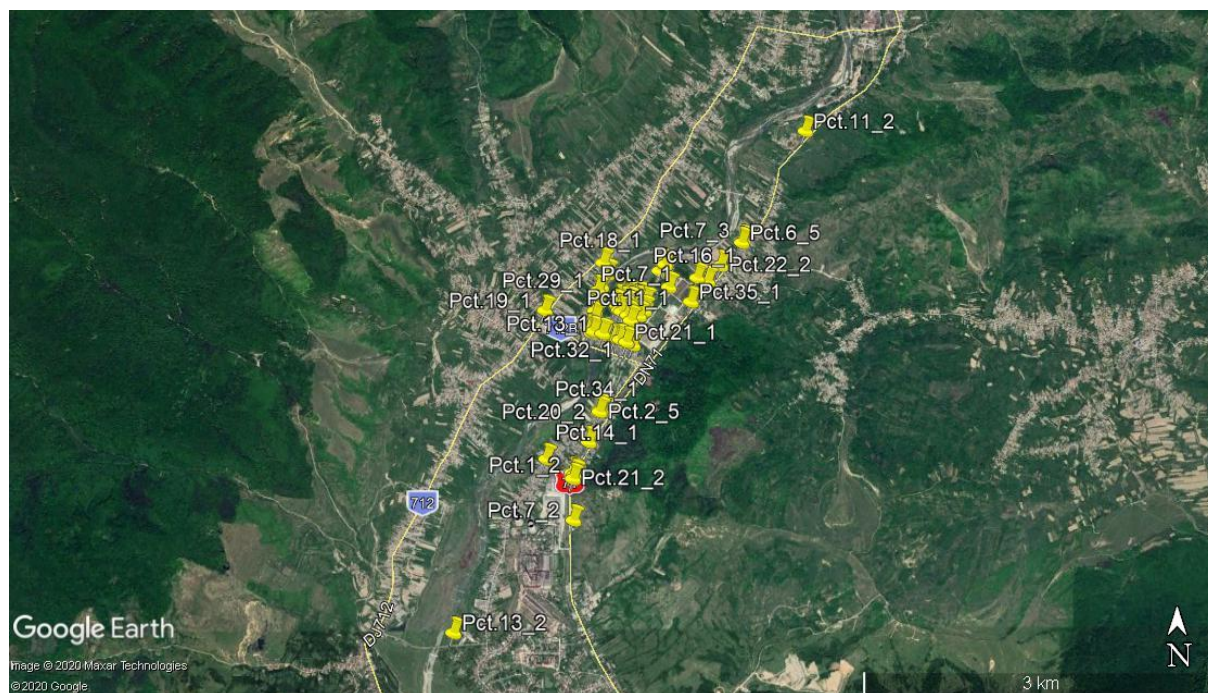 Pct.11_2
Pct.7_3
Pct.6_5
Pct.18_1
Pct.16_1
Pct.22_2
Pct.7_1
Pct.29_1
Pct.35_1
Pct.19_1
Pct.11_1
Pct.13_1
Pct.21_1
Pct.32_1
DN71
Pct.34_1
Pct.20_2
Pct.2_5
Pct.14_1
Pct.1_2
Pct.21_2
712
Pct.7_2
DJ712
Pct.13_2
Google Earth
Image © 2020 Maxar Technologies
© 2020 Google
N
3 km